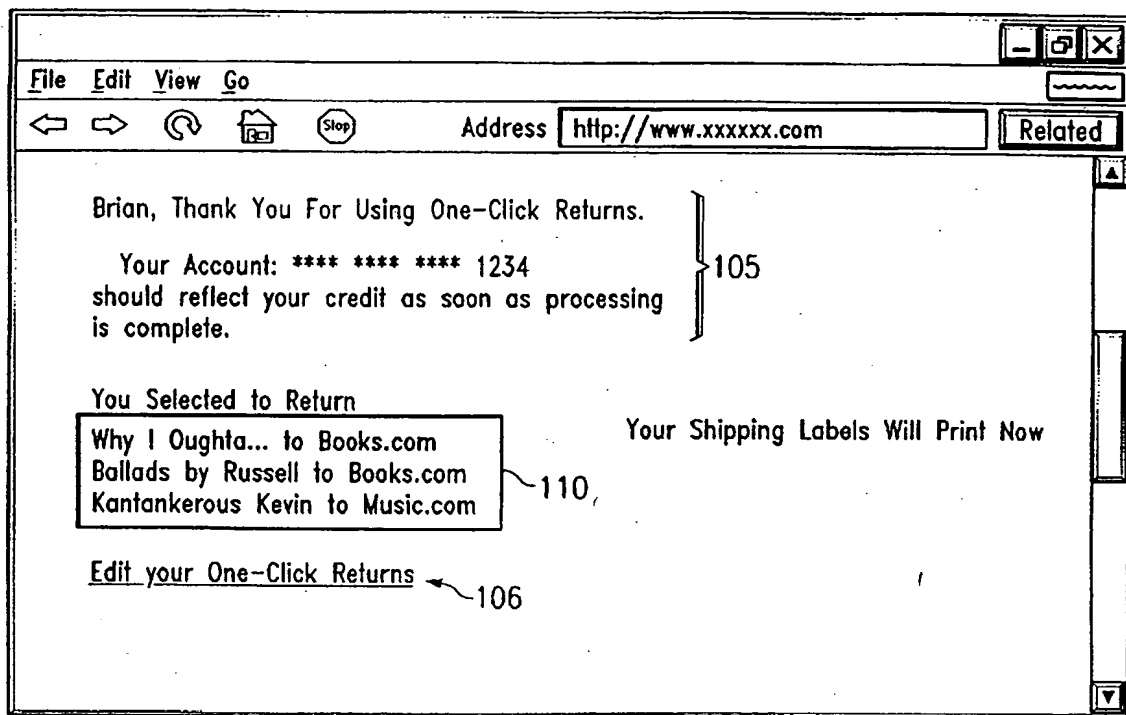 File Edit View Go
Stop Address http://www.xxxxxx.com Related
Brian, Thank You For Using One-Click Returns.
Your Account: **** **** **** 1234
should reflect your credit as soon as processing
is complete.
105
You Selected to Return
Why I Oughta... to Books.com
Ballads by Russell to Books.com
Kantankerous Kevin to Music.com
110
Your Shipping Labels Will Print Now
Edit your One-Click Returns
106